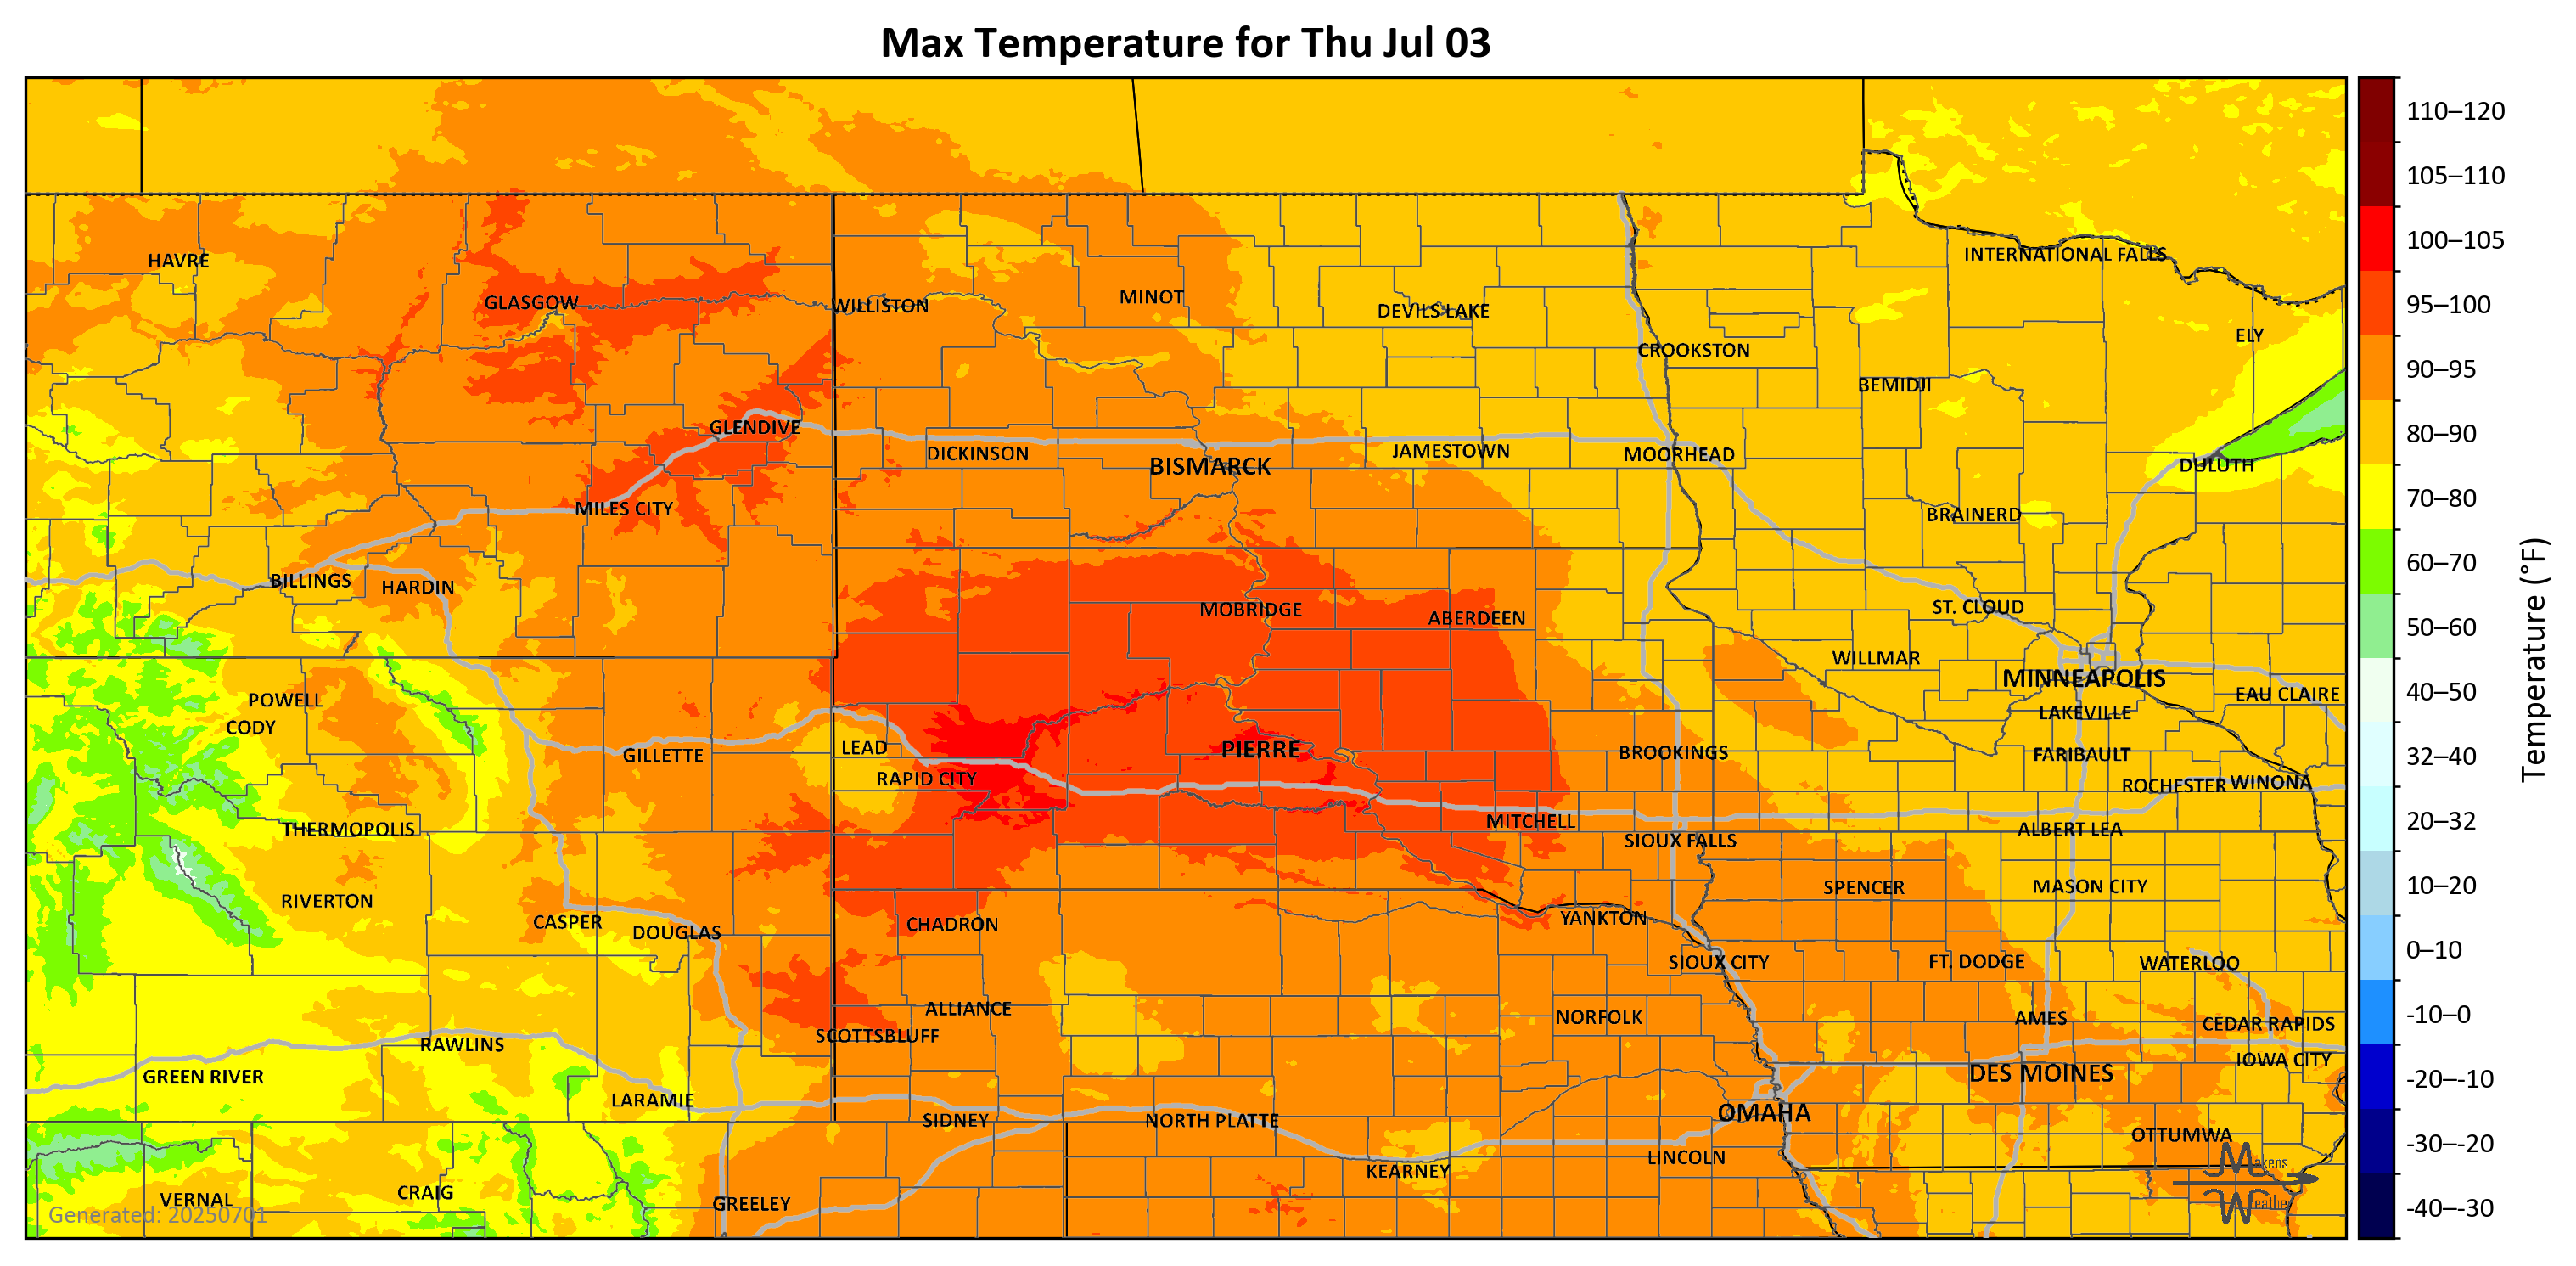 Max Temperature for Thu Jul 03
110–120
105–110
100–105
95–100
90–95
80–90
70–80
60–70
50–60
40–50
32–40
20–32
10–20
0–10
-10–0
-20–-10
-30–-20
-40–-30
Temperature (°F)
HAVRE
GLASGOW
WILLISTON
MINOT
DEVILS LAKE
INTERNATIONAL FALLS
ELY
CROOKSTON
BEMIDJI
GLENDIVE
DICKINSON
BISMARCK
JAMESTOWN
MOORHEAD
DULUTH
MILES CITY
BRAINERD
BILLINGS
HARDIN
MOBRIDGE
ABERDEEN
ST. CLOUD
WILLMAR
MINNEAPOLIS
EAU CLAIRE
POWELL
CODY
LAKEVILLE
GILLETTE
LEAD
PIERRE
BROOKINGS
FARIBAULT
RAPID CITY
ROCHESTER
WINONA
THERMOPOLIS
MITCHELL
SIOUX FALLS
ALBERT LEA
RIVERTON
SPENCER
MASON CITY
CASPER
DOUGLAS
CHADRON
YANKTON
SIOUX CITY
FT. DODGE
WATERLOO
ALLIANCE
NORFOLK
AMES
CEDAR RAPIDS
SCOTTSBLUFF
RAWLINS
IOWA CITY
GREEN RIVER
DES MOINES
LARAMIE
SIDNEY
NORTH PLATTE
OMAHA
OTTUMWA
LINCOLN
KEARNEY
VERNAL
CRAIG
GREELEY
Generated: 20250701
Makens
Weather